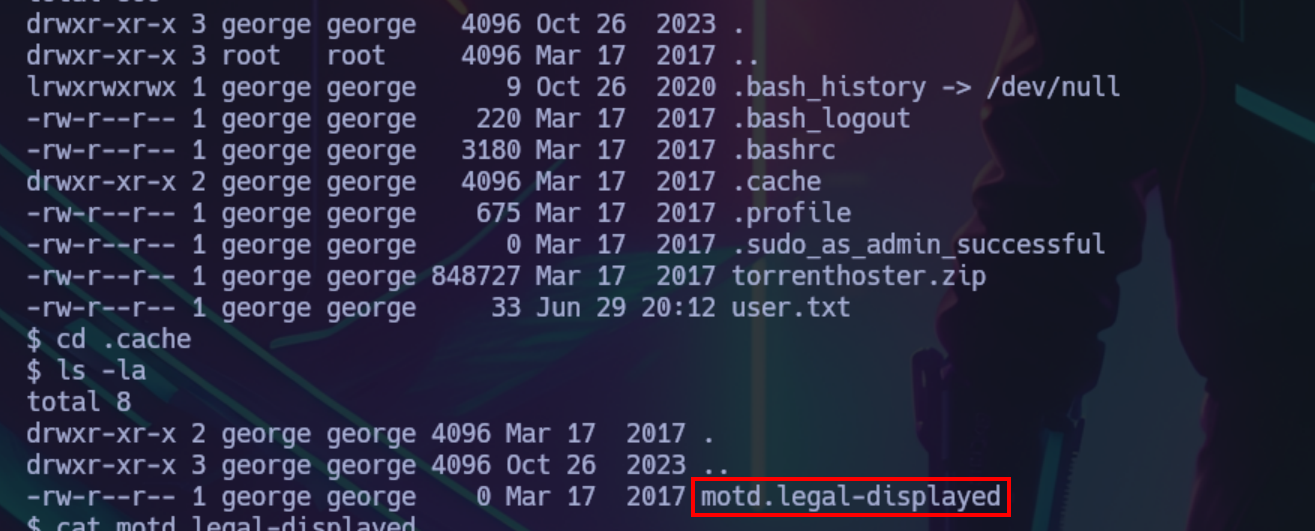 drwxr-xr-x 3 george george   4096 Oct 26  2023 .
drwxr-xr-x 3 root   root     4096 Mar 17  2017 ..
lrwxrwxrwx 1 george george      9 Oct 26  2020 .bash_history -> /dev/null
-rw-r--r-- 1 george george    220 Mar 17  2017 .bash_logout
-rw-r--r-- 1 george george   3180 Mar 17  2017 .bashrc
drwxr-xr-x 2 george george   4096 Mar 17  2017 .cache
-rw-r--r-- 1 george george    675 Mar 17  2017 .profile
-rw-r--r-- 1 george george      0 Mar 17  2017 .sudo_as_admin_successful
-rw-r--r-- 1 george george 848727 Mar 17  2017 torrenthoster.zip
-rw-r--r-- 1 george george     33 Jun 29 20:12 user.txt
$ cd .cache
$ ls -la
total 8
drwxr-xr-x 2 george george 4096 Mar 17  2017 .
drwxr-xr-x 3 george george 4096 Oct 26  2023 ..
-rw-r--r-- 1 george george    0 Mar 17  2017 motd.legal-displayed
$ cat motd.legal-displayed